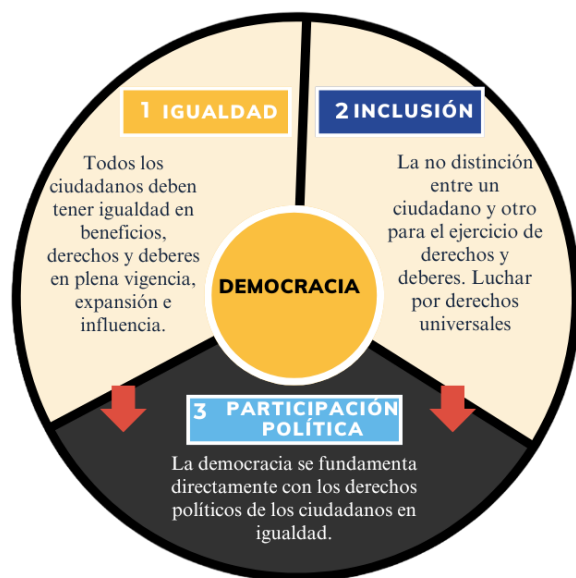 1 IGUALDAD
Todos los
ciudadanos deben
tener igualdad en
beneficios,
derechos y deberes
en plena vigencia,
expansión e
influencia.
2 INCLUSIÓN
La no distinción
entre un
ciudadano y otro
para el ejercicio de
derechos y
deberes. Luchar
por derechos
universales
DEMOCRACIA
3 PARTICIPACIÓN
POLÍTICA
La democracia se fundamenta
directamente con los derechos
políticos de los ciudadanos en
igualdad.